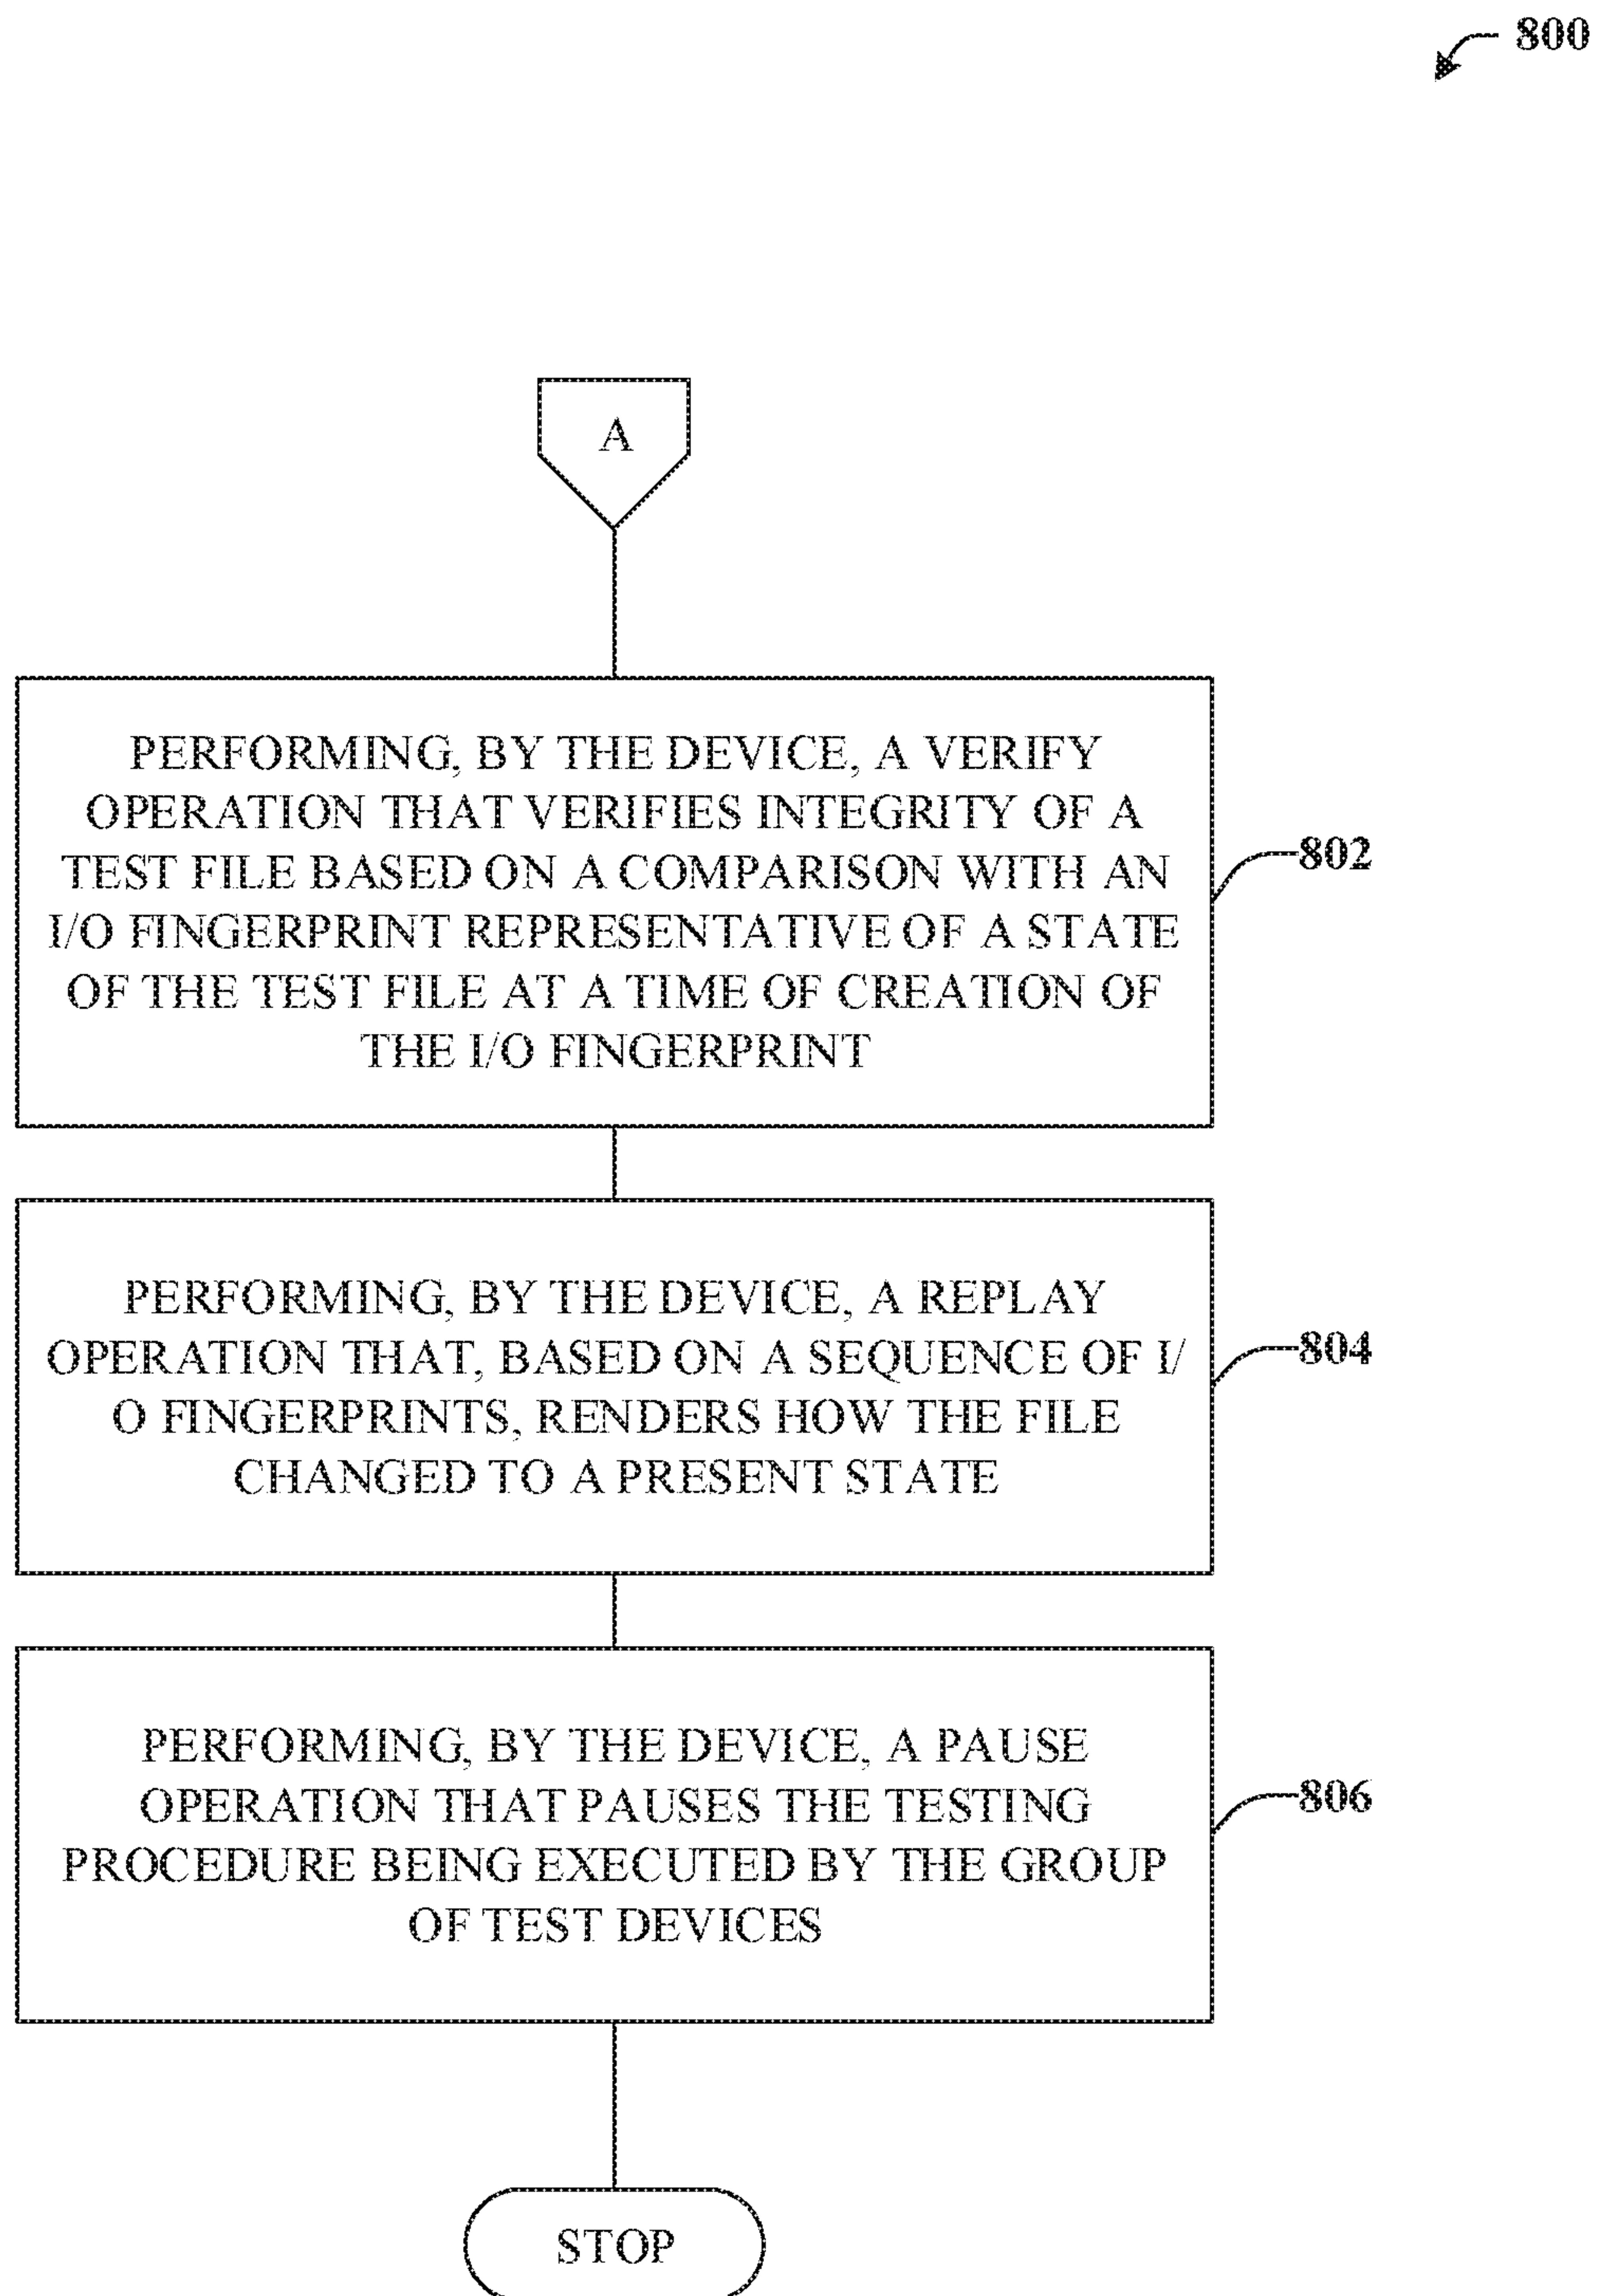 800
A
PERFORMING, BY THE DEVICE, A VERIFY
OPERATION THAT VERIFIES INTEGRITY OF A
TEST FILE BASED ON A COMPARISON WITH AN
I/O FINGERPRINT REPRESENTATIVE OF A STATE
OF THE TEST FILE AT A TIME OF CREATION OF
THE I/O FINGERPRINT
802
PERFORMING, BY THE DEVICE, A REPLAY
OPERATION THAT, BASED ON A SEQUENCE OF I/
O FINGERPRINTS, RENDERS HOW THE FILE
CHANGED TO A PRESENT STATE
804
PERFORMING, BY THE DEVICE, A PAUSE
OPERATION THAT PAUSES THE TESTING
PROCEDURE BEING EXECUTED BY THE GROUP
OF TEST DEVICES
806
STOP